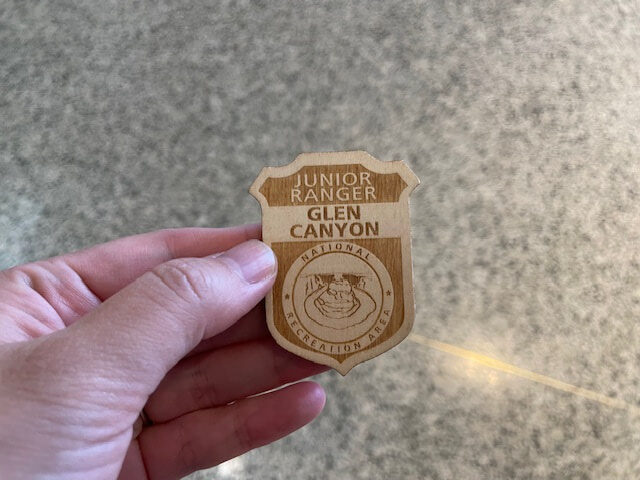 JUNIOR
RANGER
GLEN
CANYON
NATIONAL
RECREATION AREA